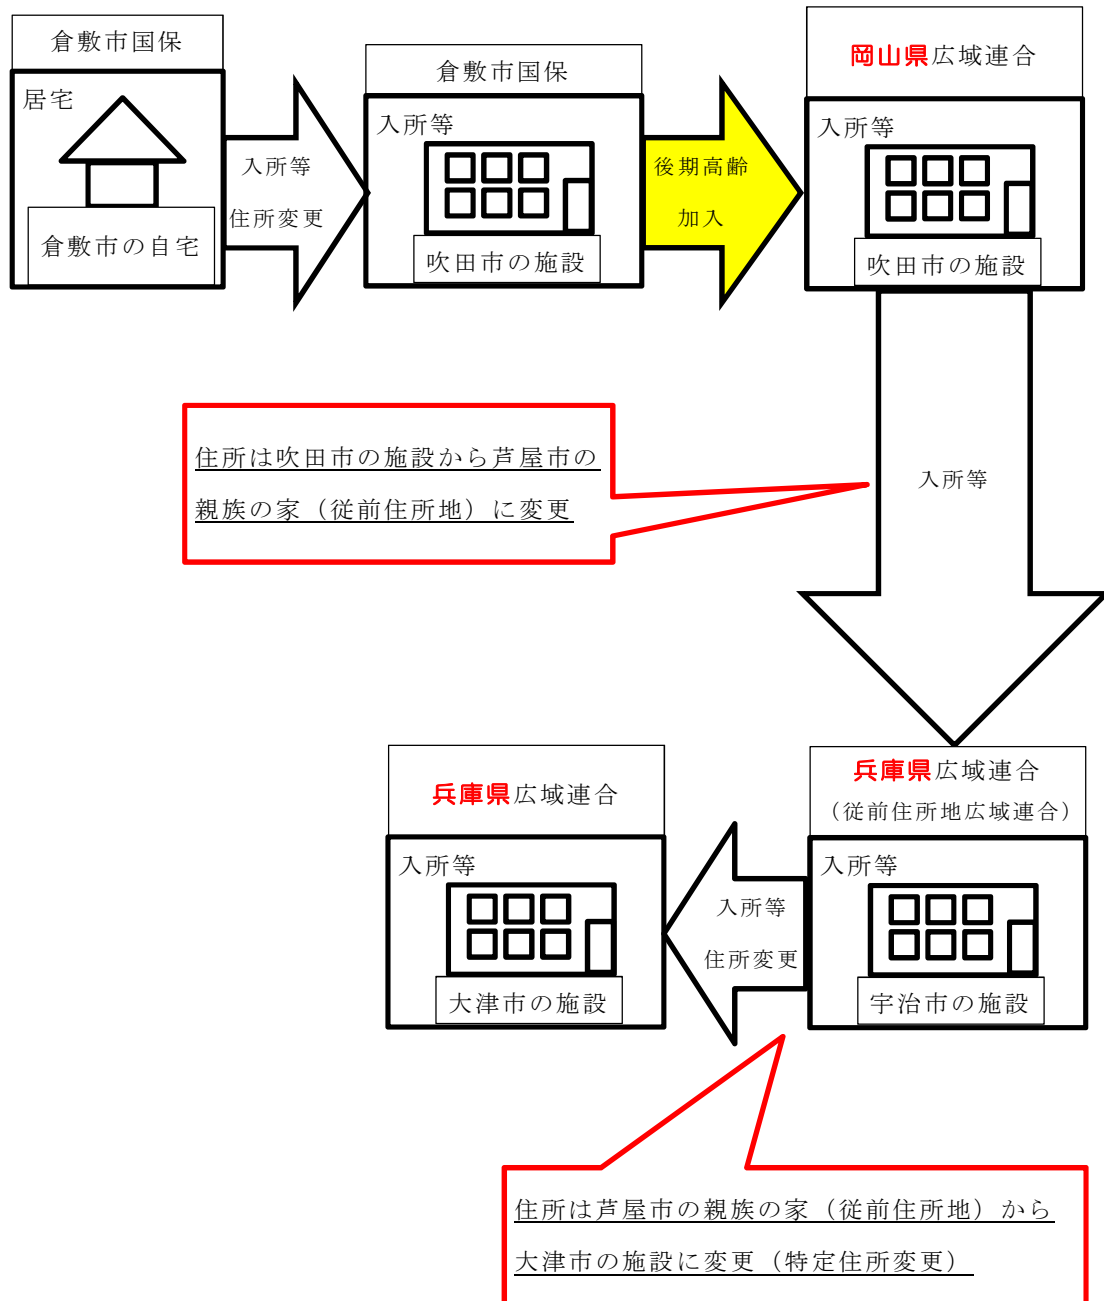 倉敷市国保
居宅
倉敷市の自宅
入所等
住所変更
倉敷市国保
入所等
吹田市の施設
後期高齢
加入
岡山県広域連合
入所等
吹田市の施設
住所は吹田市の施設から芦屋市の
親族の家（従前住所地）に変更
入所等
兵庫県広域連合
（従前住所地広域連合）
入所等
宇治市の施設
入所等
住所変更
兵庫県広域連合
入所等
大津市の施設
住所は芦屋市の親族の家（従前住所地）から
大津市の施設に変更（特定住所変更）